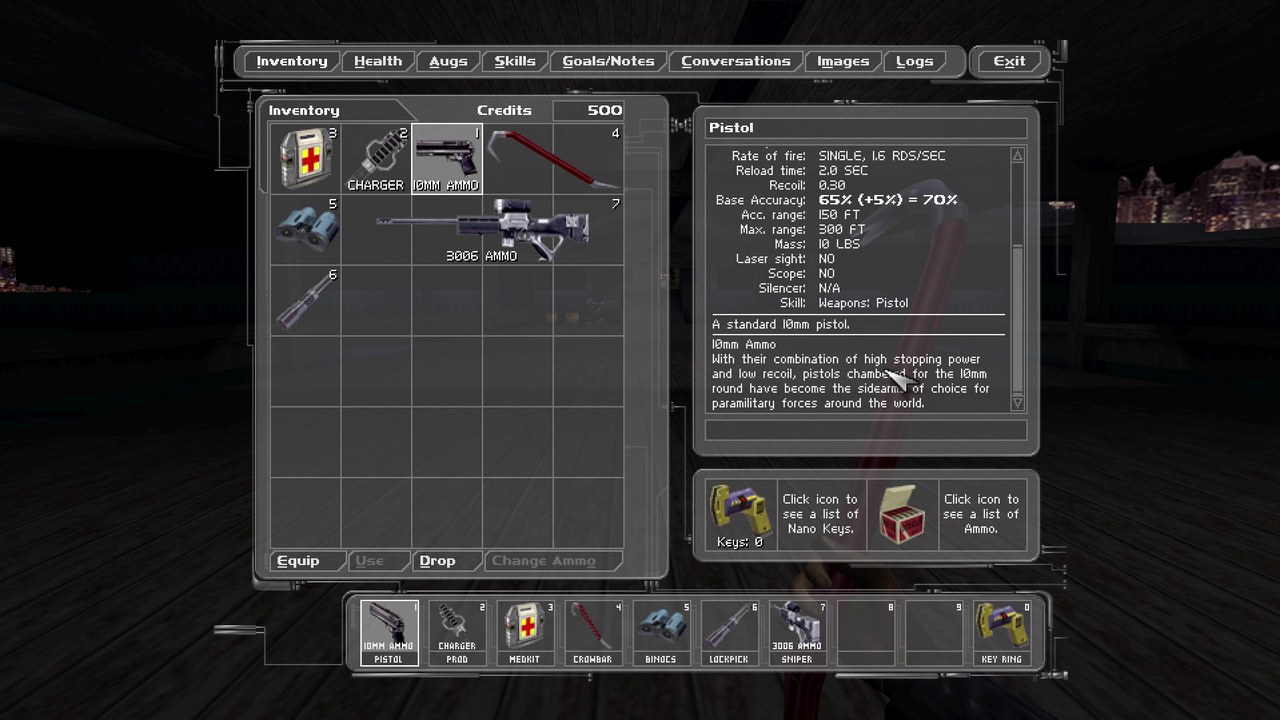 Inventory Health Augs Skills Goals/Notes Conversations Images Logs Exit
Inventory Credits 500
3 2 1 4
CHARGER 10MM AMMO
5 7
3006 AMMO
6
Equip Use Drop Change Ammo
Pistol
Rate of fire: SINGLE, 1.6 RDS/SEC
Reload time: 2.0 SEC
Recoil: 0.30
Base Accuracy: 65% (+5%) = 70%
Acc. range: 150 FT
Max. range: 300 FT
Mass: 10 LBS
Laser sight: NO
Scope: NO
Silencer: N/A
Skill: Weapons: Pistol
A standard 10mm pistol.
10mm Ammo
With their combination of high stopping power
and low recoil, pistols chambered for the 10mm
round have become the sidearms of choice for
paramilitary forces around the world.
Keys: 0
Click icon to
see a list of
Nano Keys.
Click icon to
see a list of
Ammo.
1 2 3 4 5 6 7 8 9 0
10MM AMMO CHARGER 3006 AMMO
PISTOL PROD MEDKIT CROWBAR BINOCS LOCKPICK SNIPER KEY RING